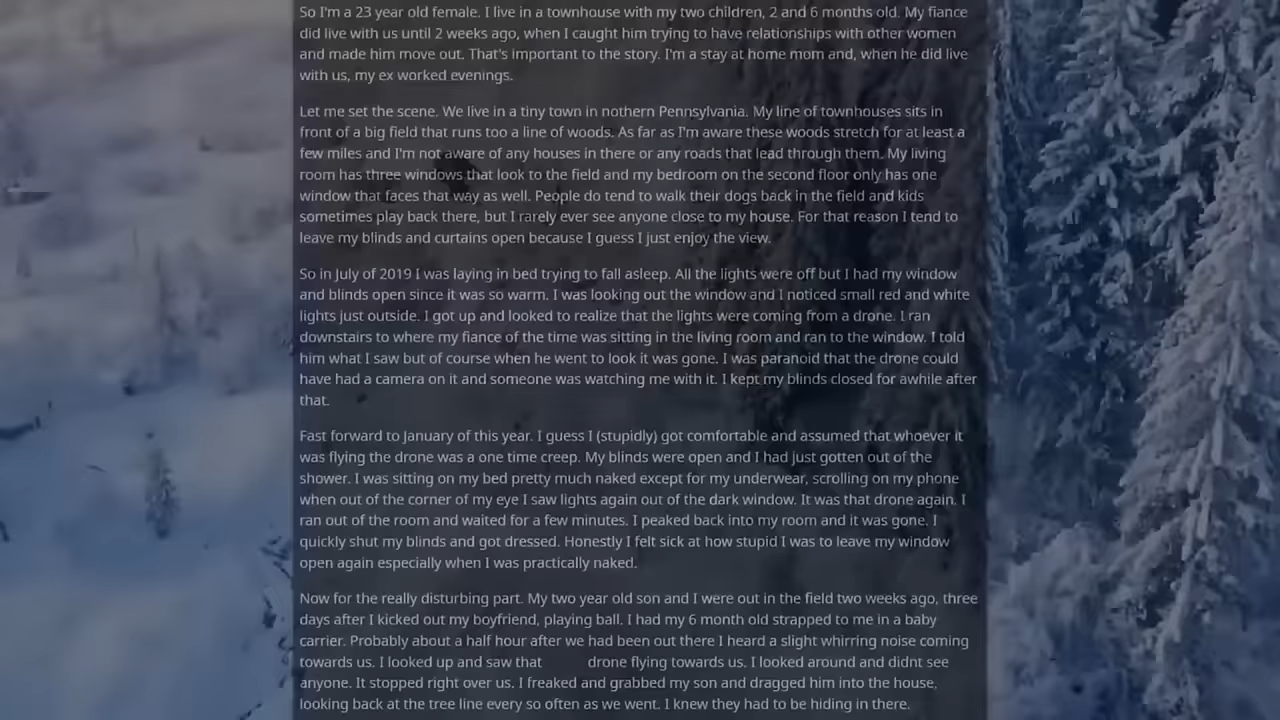 So I'm a 23 year old female. I live in a townhouse with my two children, 2 and 6 months old. My fiance
did live with us until 2 weeks ago, when I caught him trying to have relationships with other women
and made him move out. That's important to the story. I'm a stay at home mom and, when he did live
with us, my ex worked evenings.
Let me set the scene. We live in a tiny town in nothern Pennsylvania. My line of townhouses sits in
front of a big field that runs too a line of woods. As far as I'm aware these woods stretch for at least a
few miles and I'm not aware of any houses in there or any roads that lead through them. My living
room has three windows that look to the field and my bedroom on the second floor only has one
window that faces that way as well. People do tend to walk their dogs back in the field and kids
sometimes play back there, but I rarely ever see anyone close to my house. For that reason I tend to
leave my blinds and curtains open because I guess I just enjoy the view.
So in July of 2019 I was laying in bed trying to fall asleep. All the lights were off but I had my window
and blinds open since it was so warm. I was looking out the window and I noticed small red and white
lights just outside. I got up and looked to realize that the lights were coming from a drone. I ran
downstairs to where my fiance of the time was sitting in the living room and ran to the window. I told
him what I saw but of course when he went to look it was gone. I was paranoid that the drone could
have had a camera on it and someone was watching me with it. I kept my blinds closed for awhile after
that.
Fast forward to January of this year. I guess I (stupidly) got comfortable and assumed that whoever it
was flying the drone was a one time creep. My blinds were open and I had just gotten out of the
shower. I was sitting on my bed pretty much naked except for my underwear, scrolling on my phone
when out of the corner of my eye I saw lights again out of the dark window. It was that drone again. I
ran out of the room and waited for a few minutes. I peaked back into my room and it was gone. I
quickly shut my blinds and got dressed. Honestly I felt sick at how stupid I was to leave my window
open again especially when I was practically naked.
Now for the really disturbing part. My two year old son and I were out in the field two weeks ago, three
days after I kicked out my boyfriend, playing ball. I had my 6 month old strapped to me in a baby
carrier. Probably about a half hour after we had been out there I heard a slight whirring noise coming
towards us. I looked up and saw that drone flying towards us. I looked around and didnt see
anyone. It stopped right over us. I freaked and grabbed my son and dragged him into the house,
looking back at the tree line every so often as we went. I knew they had to be hiding in there.